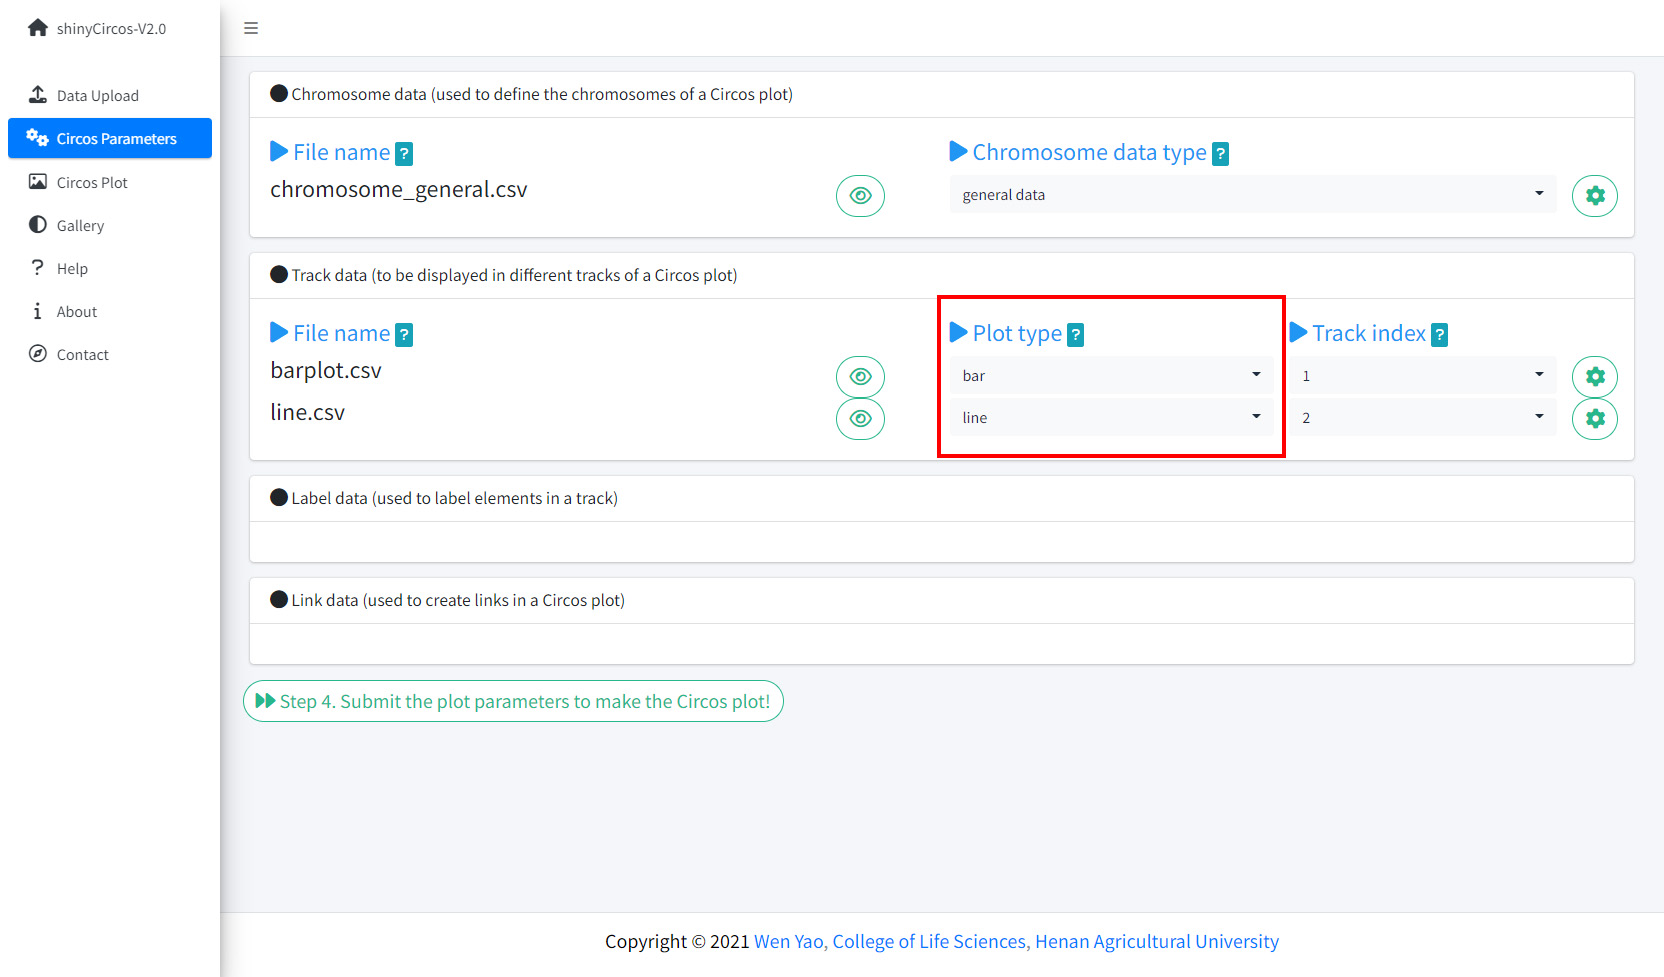 shinyCircos-V2.0
Data Upload
Circos Parameters
Circos Plot
Gallery
Help
About
Contact
Chromosome data (used to define the chromosomes of a Circos plot)
File name ? Chromosome data type ?
chromosome_general.csv general data
Track data (to be displayed in different tracks of a Circos plot)
File name ? Plot type ? Track index ?
barplot.csv bar 1
line.csv line 2
Label data (used to label elements in a track)
Link data (used to create links in a Circos plot)
Step 4. Submit the plot parameters to make the Circos plot!
Copyright © 2021 Wen Yao, College of Life Sciences, Henan Agricultural University